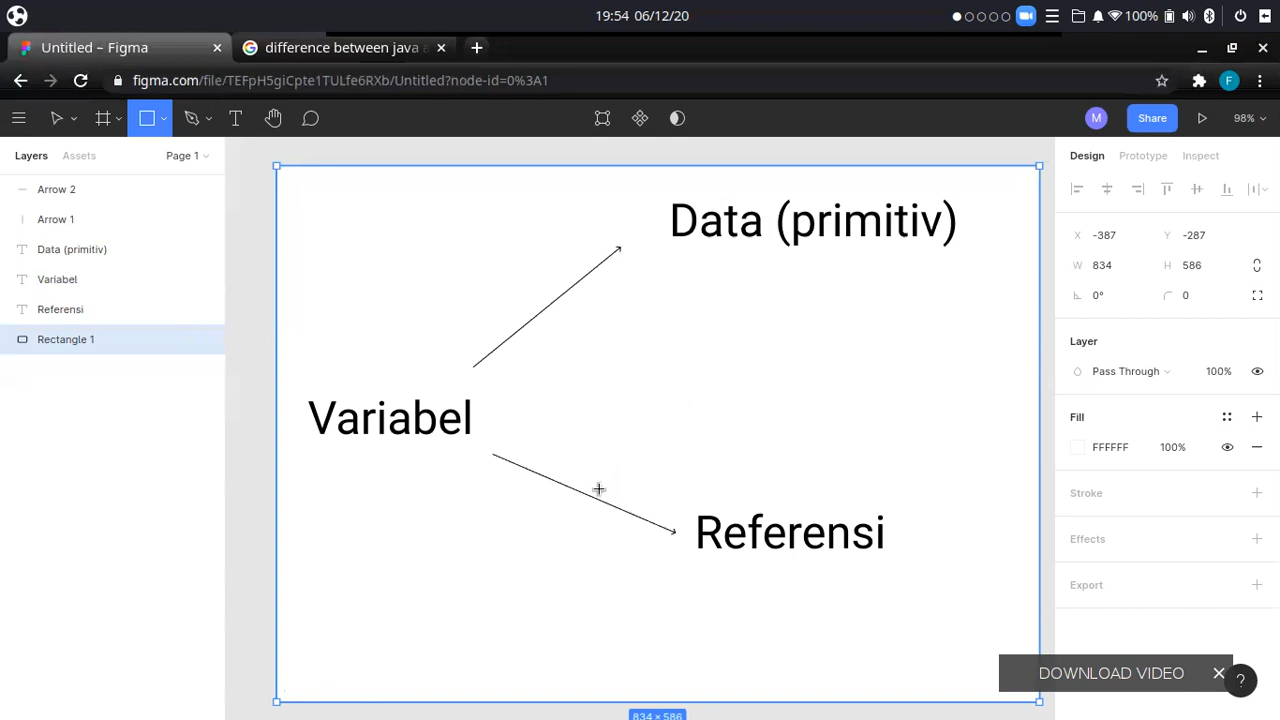 19:54 06/12/20
100%
Untitled – Figma
difference between java a
figma.com/file/TEFpH5giCpte1TULfe6RXb/Untitled?node-id=0%3A1
F
M
Share
98%
Layers
Assets
Page 1
Arrow 2
Arrow 1
Data (primitiv)
Variabel
Referensi
Rectangle 1
Data (primitiv)
Variabel
Referensi
834 × 586
Design
Prototype
Inspect
X -387
Y -287
W 834
H 586
0°
0
Layer
Pass Through
100%
Fill
FFFFFF
100%
Stroke
Effects
Export
DOWNLOAD VIDEO
?